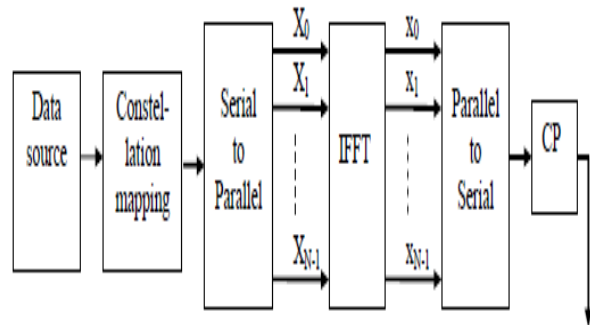 Data
source
Constel-
lation
mapping
Serial
to
Parallel
X0
X1
XN-1
IFFT
x0
x1
xN-1
Parallel
to
Serial
CP